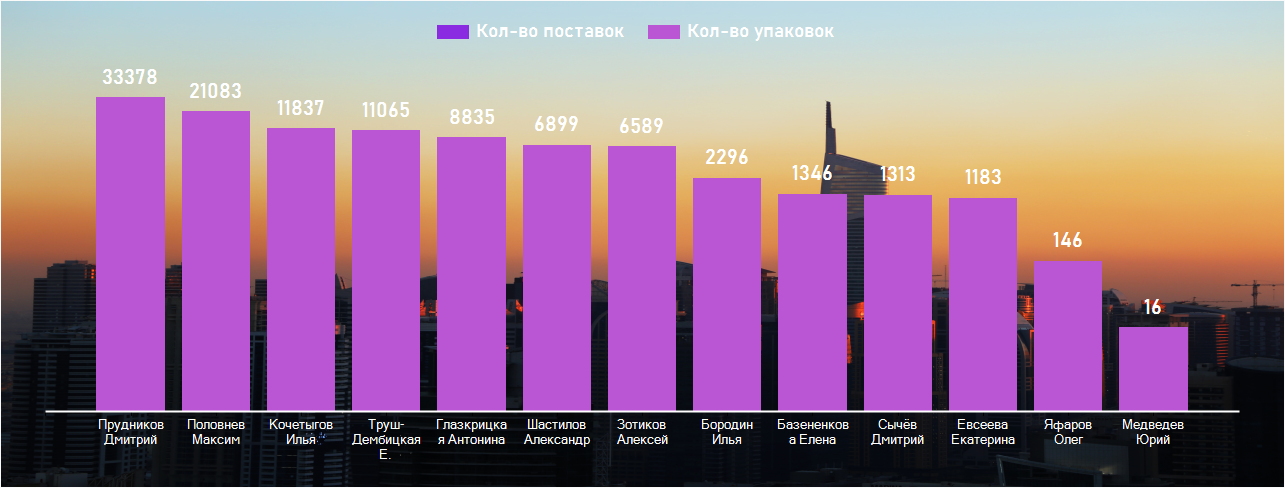 Кол-во поставок Кол-во упаковок
33378 21083 11837 11065 8835 6899 6589 2296 1346 1313 1183 146 16
Прудников Половнев Кочетыгов Труш- Глазкрицка Шастилов Зотиков Бородин Базененков Сычёв Евсеева Яфаров Медведев
Дмитрий Максим Илья Дембицкая я Антонина Александр Алексей Илья а Елена Дмитрий Екатерина Олег Юрий
Е.